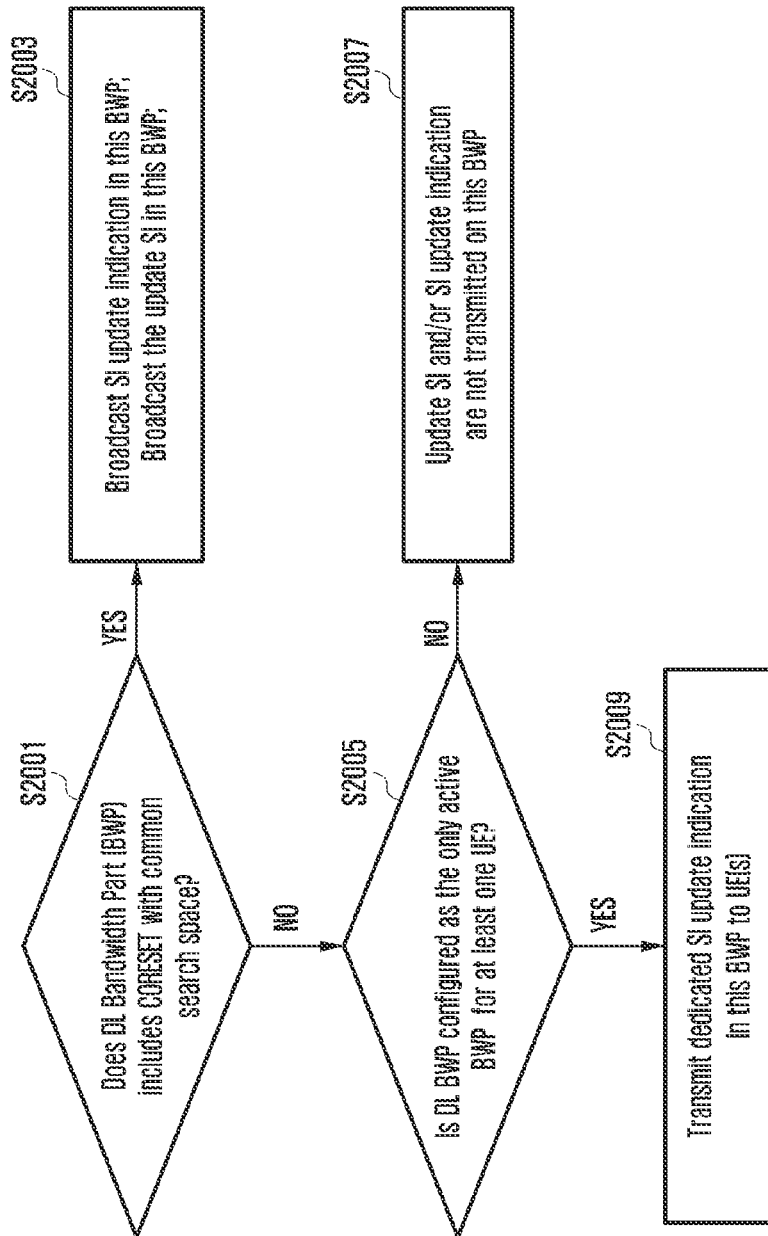 S2001
Does DL Bandwidth Part (BWP)
includes CORESET with common
search space?
YES
S2003
Broadcast SI update indication in this BWP;
Broadcast the update SI in this BWP;
NO
S2005
Is DL BWP configured as the only active
BWP for at least one UE?
NO
S2007
Update SI and/or SI update indication
are not transmitted on this BWP
YES
S2009
Transmit dedicated SI update indication
in this BWP to UE(s)